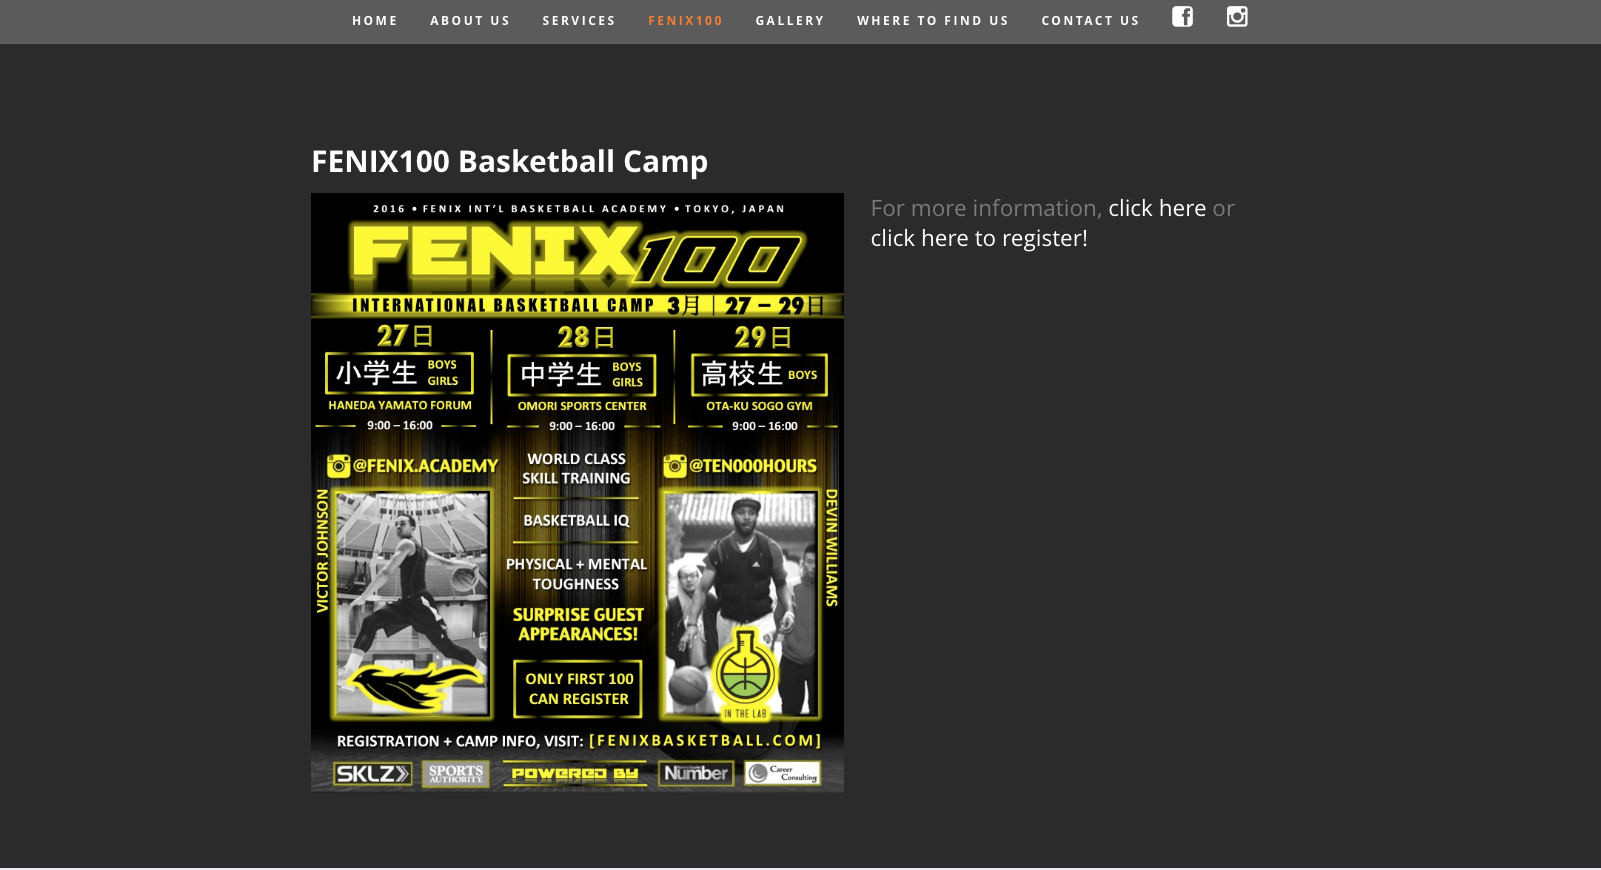 HOME ABOUT US SERVICES FENIX100 GALLERY WHERE TO FIND US CONTACT US
FENIX100 Basketball Camp
2016 • FENIX INT'L BASKETBALL ACADEMY • TOKYO, JAPAN
FENIX100
INTERNATIONAL BASKETBALL CAMP 3月 | 27 – 29日
27日
小学生 BOYS GIRLS
HANEDA YAMATO FORUM
9:00 – 16:00
28日
中学生 BOYS GIRLS
OMORI SPORTS CENTER
9:00 – 16:00
29日
高校生 BOYS
OTA-KU SOGO GYM
9:00 – 16:00
@FENIX.ACADEMY
VICTOR JOHNSON
WORLD CLASS
SKILL TRAINING
BASKETBALL IQ
PHYSICAL + MENTAL
TOUGHNESS
SURPRISE GUEST
APPEARANCES!
ONLY FIRST 100
CAN REGISTER
@TEN000HOURS
DEVIN WILLIAMS
IN THE LAB
REGISTRATION + CAMP INFO, VISIT: [FENIXBASKETBALL.COM]
SKLZ
SPORTS
AUTHORITY
POWERED BY
Number
Career
Consulting
For more information, click here or
click here to register!